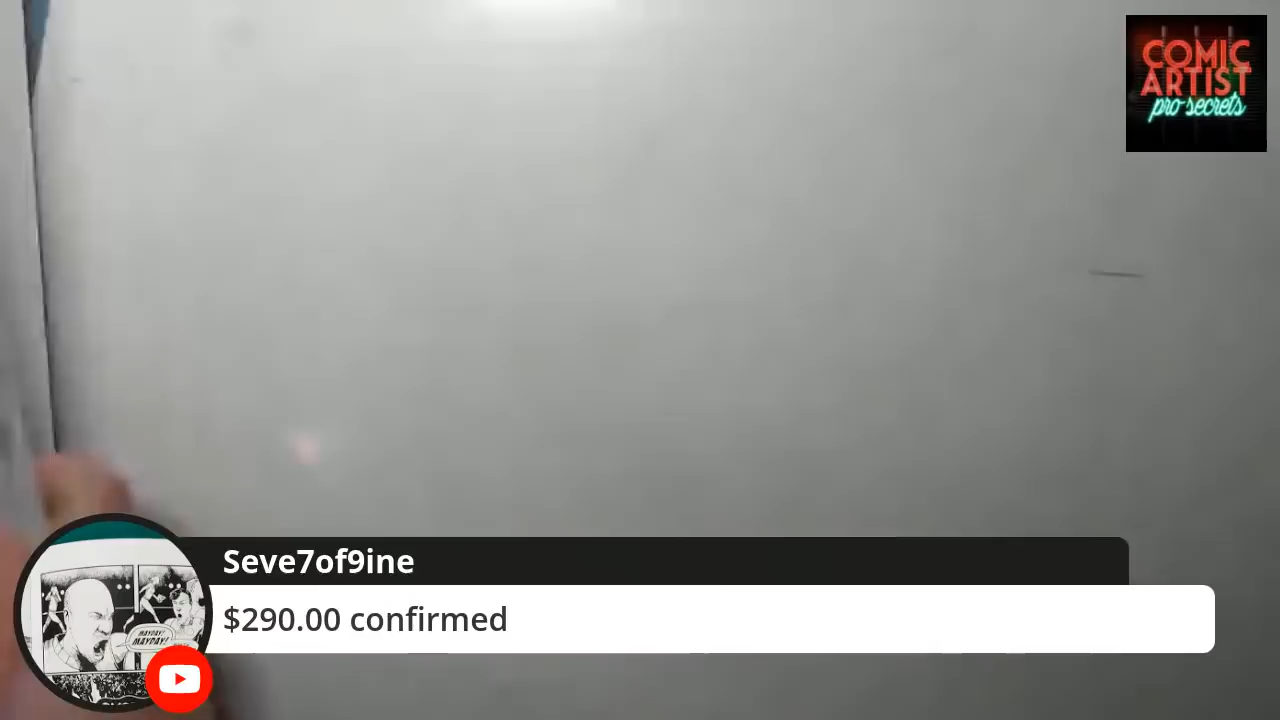 COMIC
ARTIST
pro secrets
Seve7of9ine
$290.00 confirmed
MAYDAY!
MAYDAY!